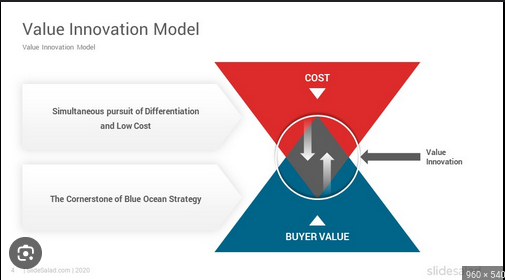 Value Innovation Model
Value Innovation Model
Simultaneous pursuit of Differentiation
and Low Cost
The Cornerstone of Blue Ocean Strategy
COST
Value
Innovation
BUYER VALUE
4 | SlideSalad.com | 2020
slidesa
960 × 540